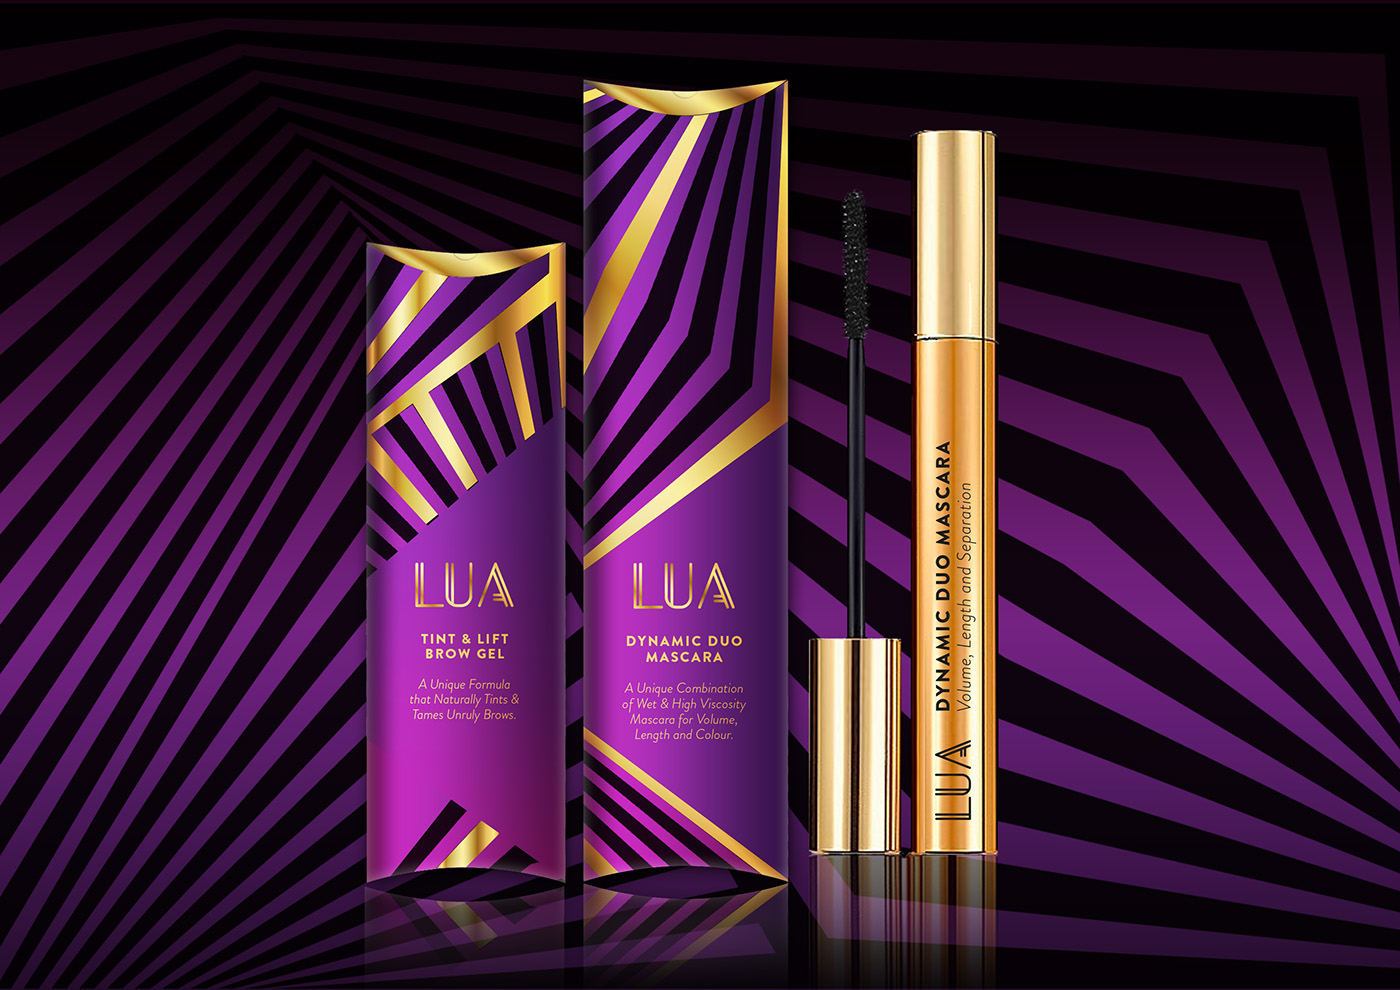 LUA
TINT & LIFT
BROW GEL
A Unique Formula
that Naturally Tints &
Tames Unruly Brows.
LUA
DYNAMIC DUO
MASCARA
A Unique Combination
of Wet & High Viscosity
Mascara for Volume,
Length and Colour.
LUA DYNAMIC DUO MASCARA
Volume, Length and Separation